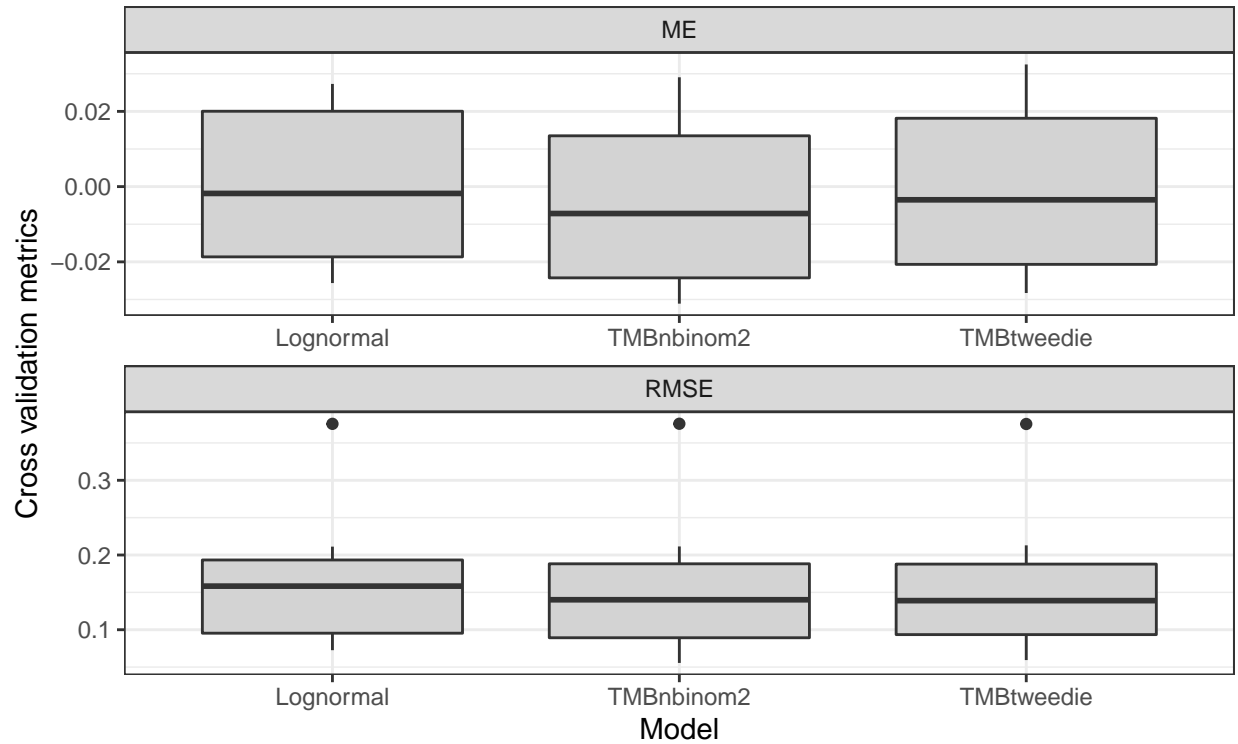 ME
0.02
0.00
−0.02
Lognormal TMBnbinom2 TMBtweedie
Cross validation metrics
RMSE
0.3
0.2
0.1
Lognormal TMBnbinom2 TMBtweedie
Model